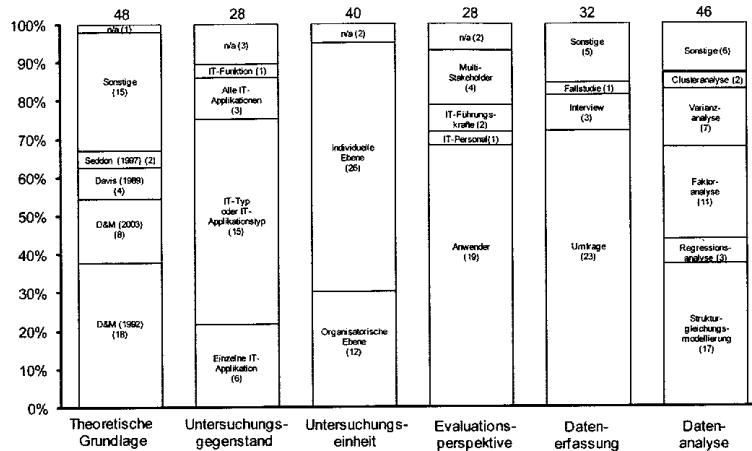 48 28 40 28 32 46
100%
90%
80%
70%
60%
50%
40%
30%
20%
10%
0%
n/a (1)
Sonstige
(15)
Seddon (1997) (2)
Davis (1989)
(4)
D&M (2003)
(8)
D&M (1992)
(18)
n/a (3)
IT-Funktion (1)
Alle IT-
Applikationen
(3)
IT-Typ
oder IT-
Applikationstyp
(15)
Einzelne IT-
Applikation
(6)
n/a (2)
Individuelle
Ebene
(26)
Organisatorische
Ebene
(12)
n/a (2)
Multi-
Stakeholder
(4)
IT-Führungs-
kräfte (2)
IT-Personal (1)
Anwender
(19)
Sonstige
(5)
Fallstudie (1)
Interview
(3)
Umfrage
(23)
Sonstige (6)
Clusteranalyse (2)
Varianz-
analyse
(7)
Faktor-
analyse
(11)
Regressions-
analyse (3)
Struktur-
gleichungs-
modellierung
(17)
Theoretische
Grundlage
Untersuchungs-
gegenstand
Untersuchungs-
einheit
Evaluations-
perspektive
Daten-
erfassung
Daten-
analyse